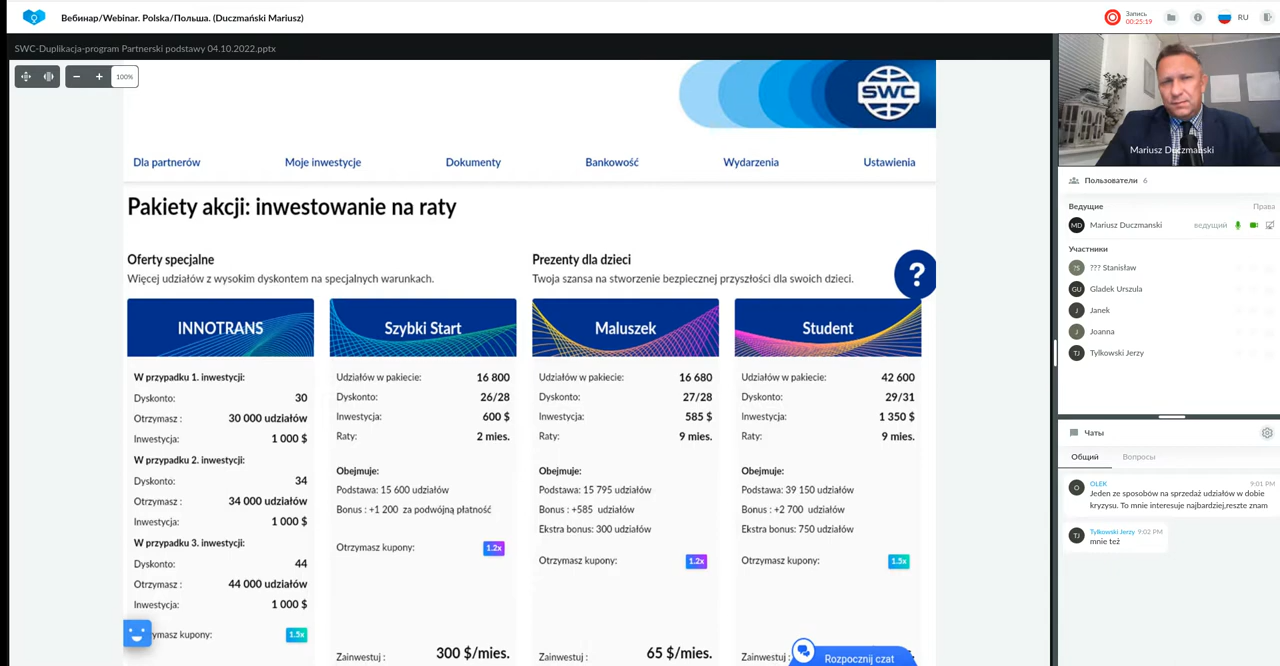 Вебинар/Webinar. Polska/Польша. (Duczmański Mariusz)
Запись
00:25:19
RU
SWC-Duplikacja-program Partnerski podstawy 04.10.2022.pptx
100%
SWC
Dla partnerów
Moje inwestycje
Dokumenty
Bankowość
Wydarzenia
Ustawienia
Pakiety akcji: inwestowanie na raty
Oferty specjalne
Więcej udziałów z wysokim dyskontem na specjalnych warunkach.
Prezenty dla dzieci
Twoja szansa na stworzenie bezpiecznej przyszłości dla swoich dzieci.
?
INNOTRANS
W przypadku 1. inwestycji:
Dyskonto: 30
Otrzymasz : 30 000 udziałów
Inwestycja: 1 000 $
W przypadku 2. inwestycji:
Dyskonto: 34
Otrzymasz : 34 000 udziałów
Inwestycja: 1 000 $
W przypadku 3. inwestycji:
Dyskonto: 44
Otrzymasz : 44 000 udziałów
Inwestycja: 1 000 $
ymasz kupony: 1.5x
Szybki Start
Udziałów w pakiecie: 16 800
Dyskonto: 26/28
Inwestycja: 600 $
Raty: 2 mies.
Obejmuje:
Podstawa: 15 600 udziałów
Bonus : +1 200 za podwójną płatność
Otrzymasz kupony: 1.2x
Zainwestuj : 300 $/mies.
Maluszek
Udziałów w pakiecie: 16 680
Dyskonto: 27/28
Inwestycja: 585 $
Raty: 9 mies.
Obejmuje:
Podstawa: 15 795 udziałów
Bonus : +585 udziałów
Ekstra bonus: 300 udziałów
Otrzymasz kupony: 1.2x
Zainwestuj : 65 $/mies.
Student
Udziałów w pakiecie: 42 600
Dyskonto: 29/31
Inwestycja: 1 350 $
Raty: 9 mies.
Obejmuje:
Podstawa: 39 150 udziałów
Bonus : +2 700 udziałów
Ekstra bonus: 750 udziałów
Otrzymasz kupony: 1.5x
Zainwestuj :
Rozpocznij czat
Mariusz Duczmański
Пользователи 6
Ведущие Права
MD Mariusz Duczmanski ведущий
Участники
?S ??? Stanisław
GU Gladek Urszula
J Janek
J Joanna
TJ Tylkowski Jerzy
Чаты
Общий Вопросы
O OLEK 9:01 PM
Jeden ze sposobów na sprzedaż udziałów w dobie
kryzysu. To mnie interesuje najbardziej,reszte znam
TJ Tylkowski Jerzy 9:02 PM
mnie też